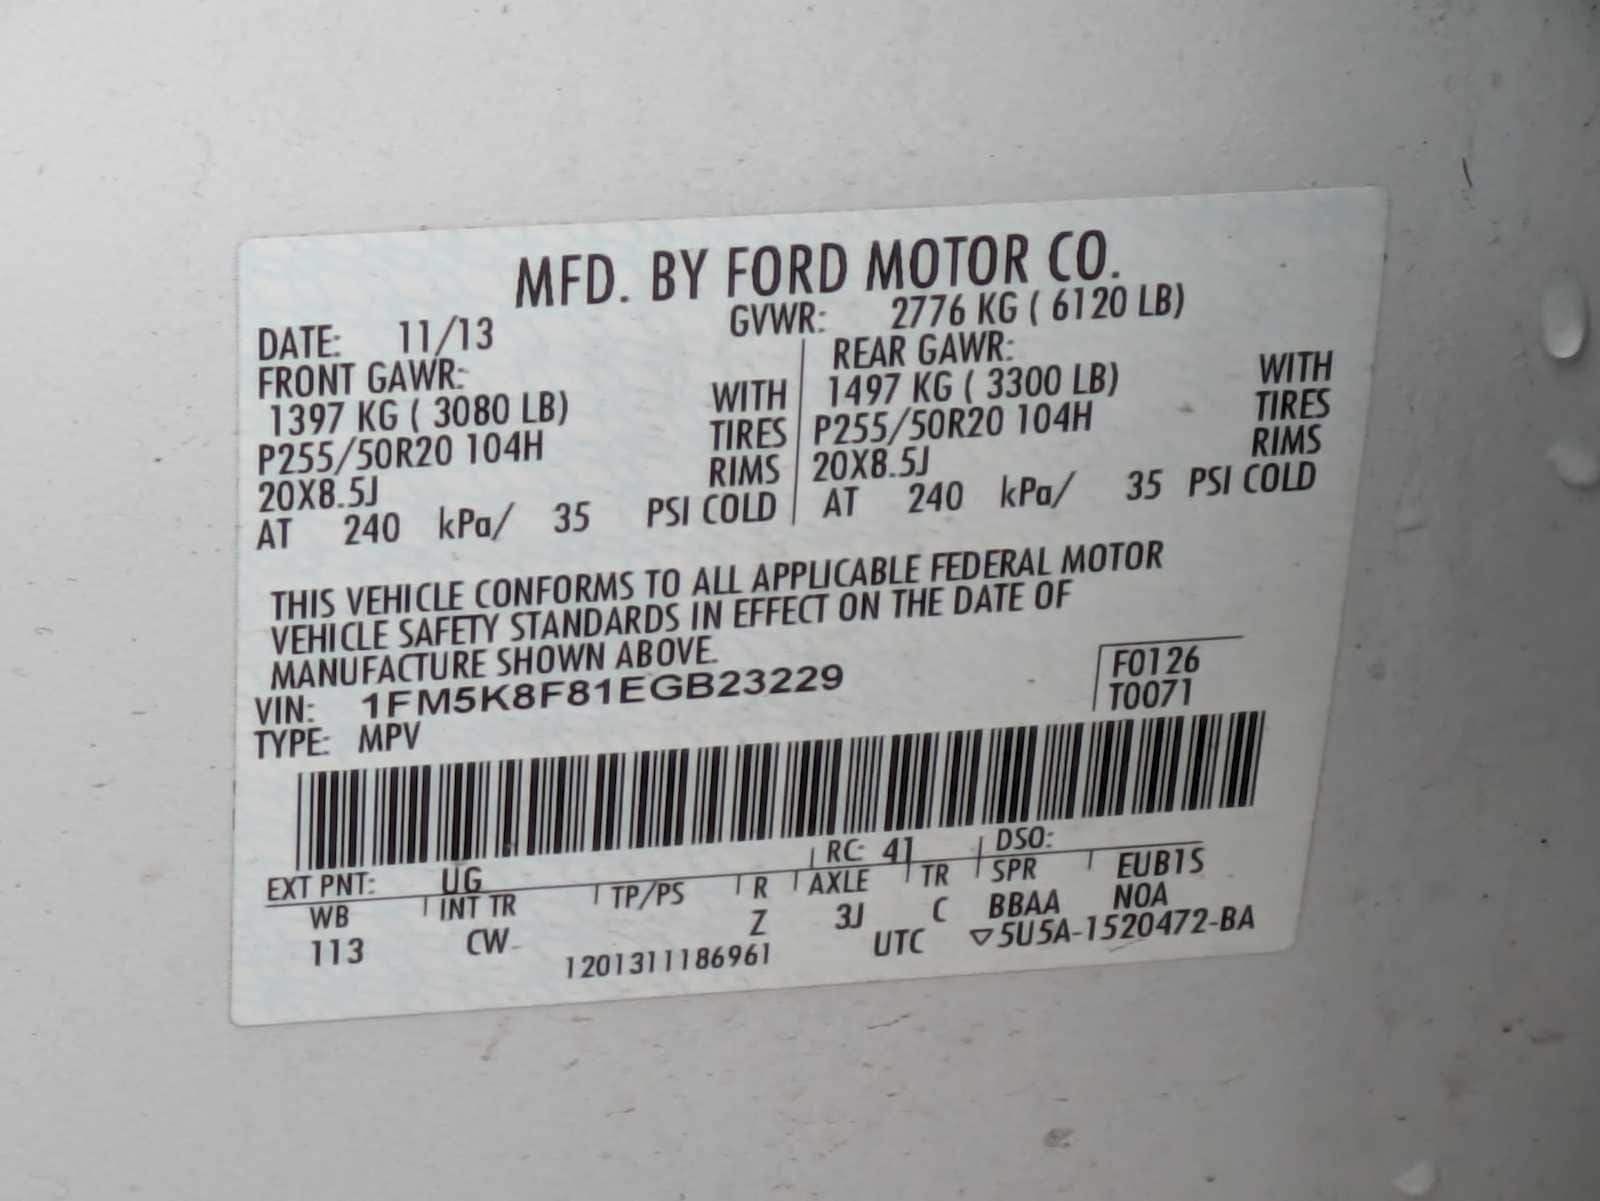 MFD. BY FORD MOTOR CO.
DATE: 11/13 GVWR: 2776 KG ( 6120 LB)
FRONT GAWR: REAR GAWR:
1397 KG ( 3080 LB) WITH 1497 KG ( 3300 LB) WITH
P255/50R20 104H TIRES P255/50R20 104H TIRES
20X8.5J RIMS 20X8.5J RIMS
AT 240 kPa/ 35 PSI COLD AT 240 kPa/ 35 PSI COLD
THIS VEHICLE CONFORMS TO ALL APPLICABLE FEDERAL MOTOR
VEHICLE SAFETY STANDARDS IN EFFECT ON THE DATE OF
MANUFACTURE SHOWN ABOVE.
VIN: 1FM5K8F81EGB23229 F0126
TYPE: MPV T0071
EXT PNT: UG RC: 41 DSO:
WB INT TR TP/PS R AXLE TR SPR EUB1S
113 CW Z 3J C BBAA NOA
1201311186961 UTC ▽5U5A-1520472-BA